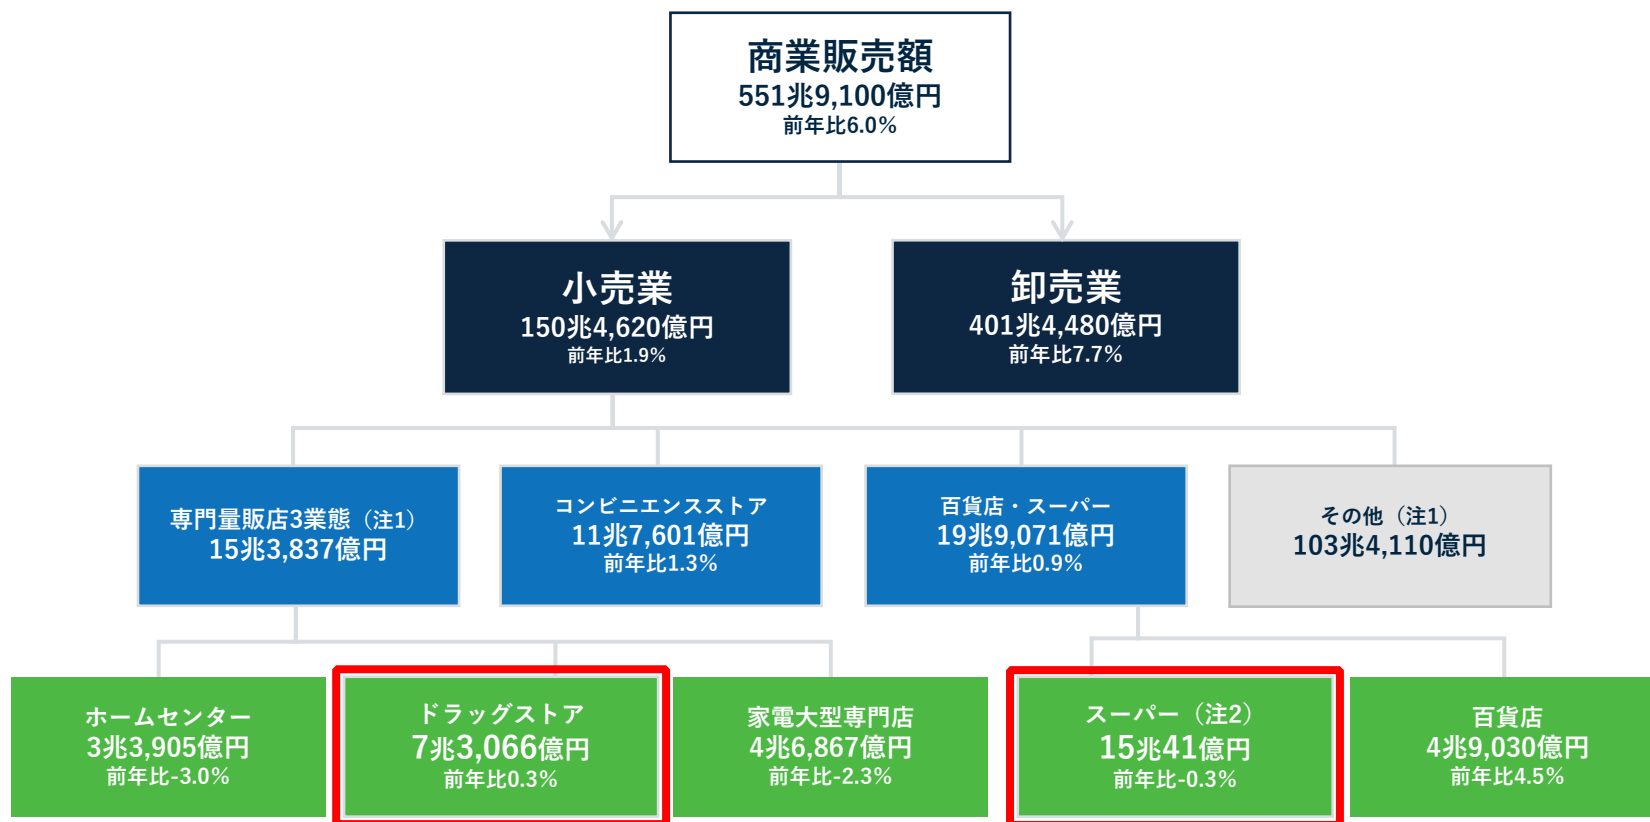 商業販売額
551兆9,100億円
前年比6.0%
小売業
150兆4,620億円
前年比1.9%
卸売業
401兆4,480億円
前年比7.7%
専門量販店3業態（注1）
15兆3,837億円
コンビニエンスストア
11兆7,601億円
前年比1.3%
百貨店・スーパー
19兆9,071億円
前年比0.9%
その他（注1）
103兆4,110億円
ホームセンター
3兆3,905億円
前年比-3.0%
ドラッグストア
7兆3,066億円
前年比0.3%
家電大型専門店
4兆6,867億円
前年比-2.3%
スーパー（注2）
15兆41億円
前年比-0.3%
百貨店
4兆9,030億円
前年比4.5%